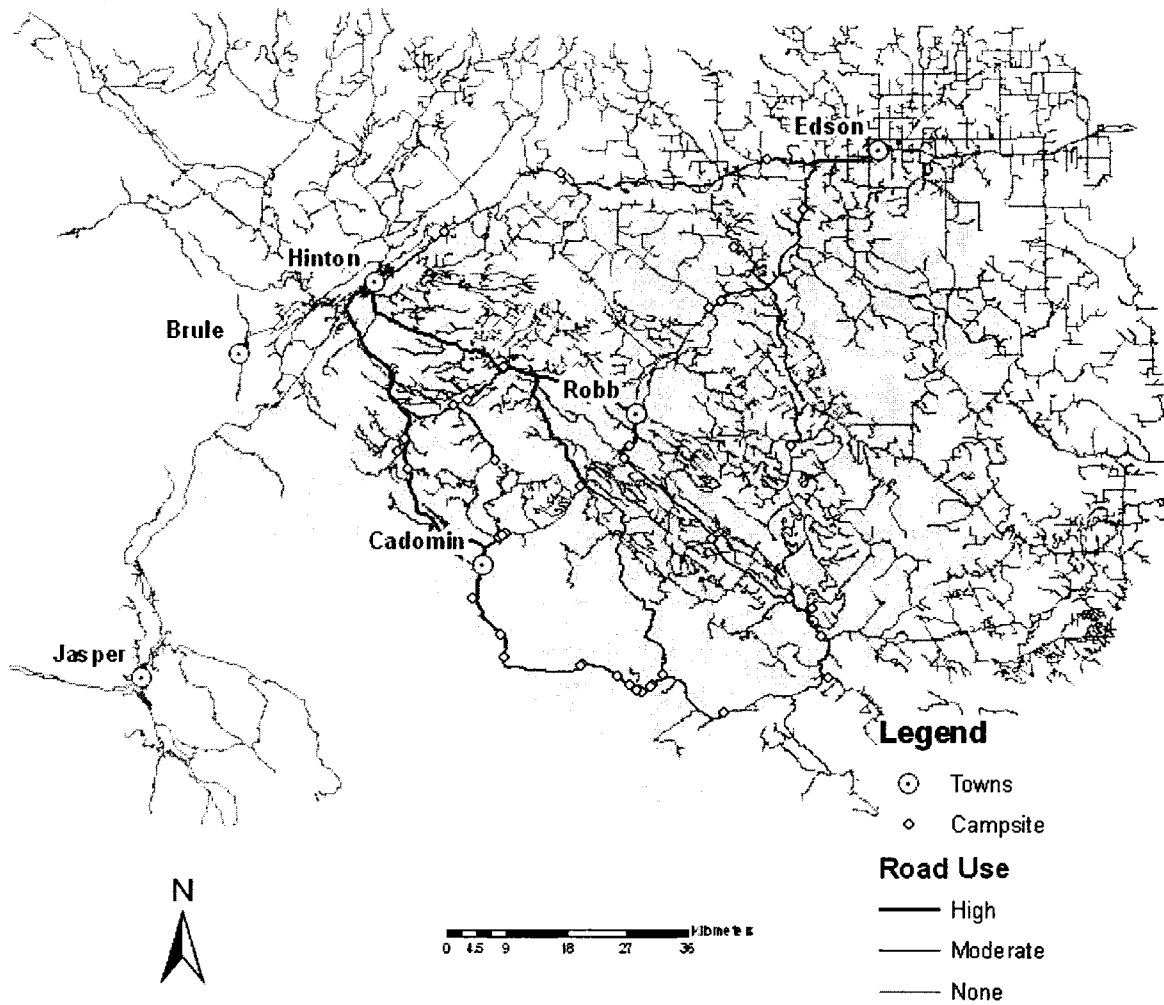 Edson
Hinton
Brule
Robb
Cadomin
Jasper
Legend
Towns
Campsite
Road Use
High
Moderate
None
N
Kilometers
0 4.5 9 18 27 36